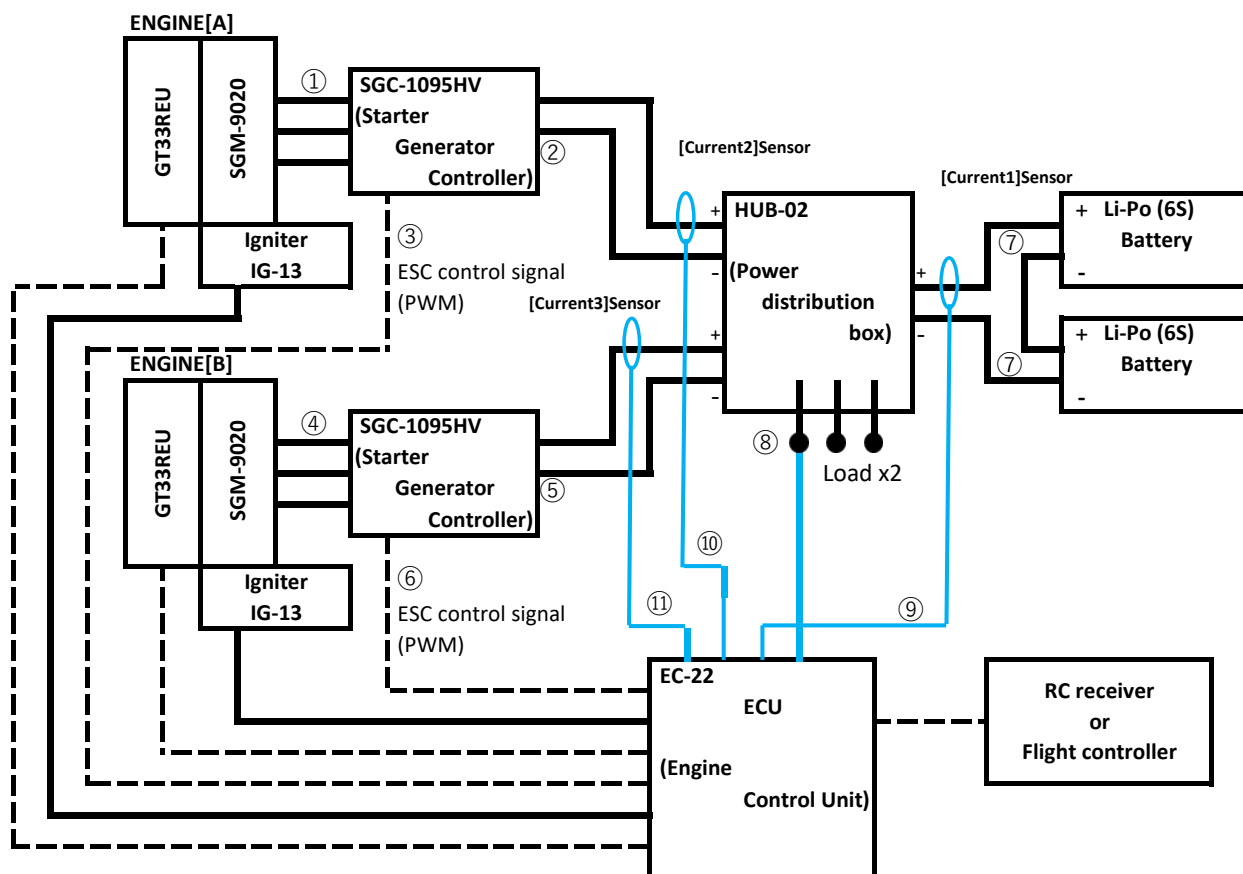 ENGINE[A]
GT33REU
SGM-9020
Igniter
IG-13
①
SGC-1095HV
(Starter
Generator
Controller)
②
③
ESC control signal
(PWM)
[Current2]Sensor
[Current3]Sensor
[Current1]Sensor
+
-
HUB-02
(Power
distribution
box)
+
-
+
-
⑦
+ Li-Po (6S)
Battery
-
⑦
+ Li-Po (6S)
Battery
-
ENGINE[B]
GT33REU
SGM-9020
Igniter
IG-13
④
SGC-1095HV
(Starter
Generator
Controller)
⑤
⑥
ESC control signal
(PWM)
⑧
Load x2
⑩
⑪
⑨
EC-22
ECU
(Engine
Control Unit)
RC receiver
or
Flight controller